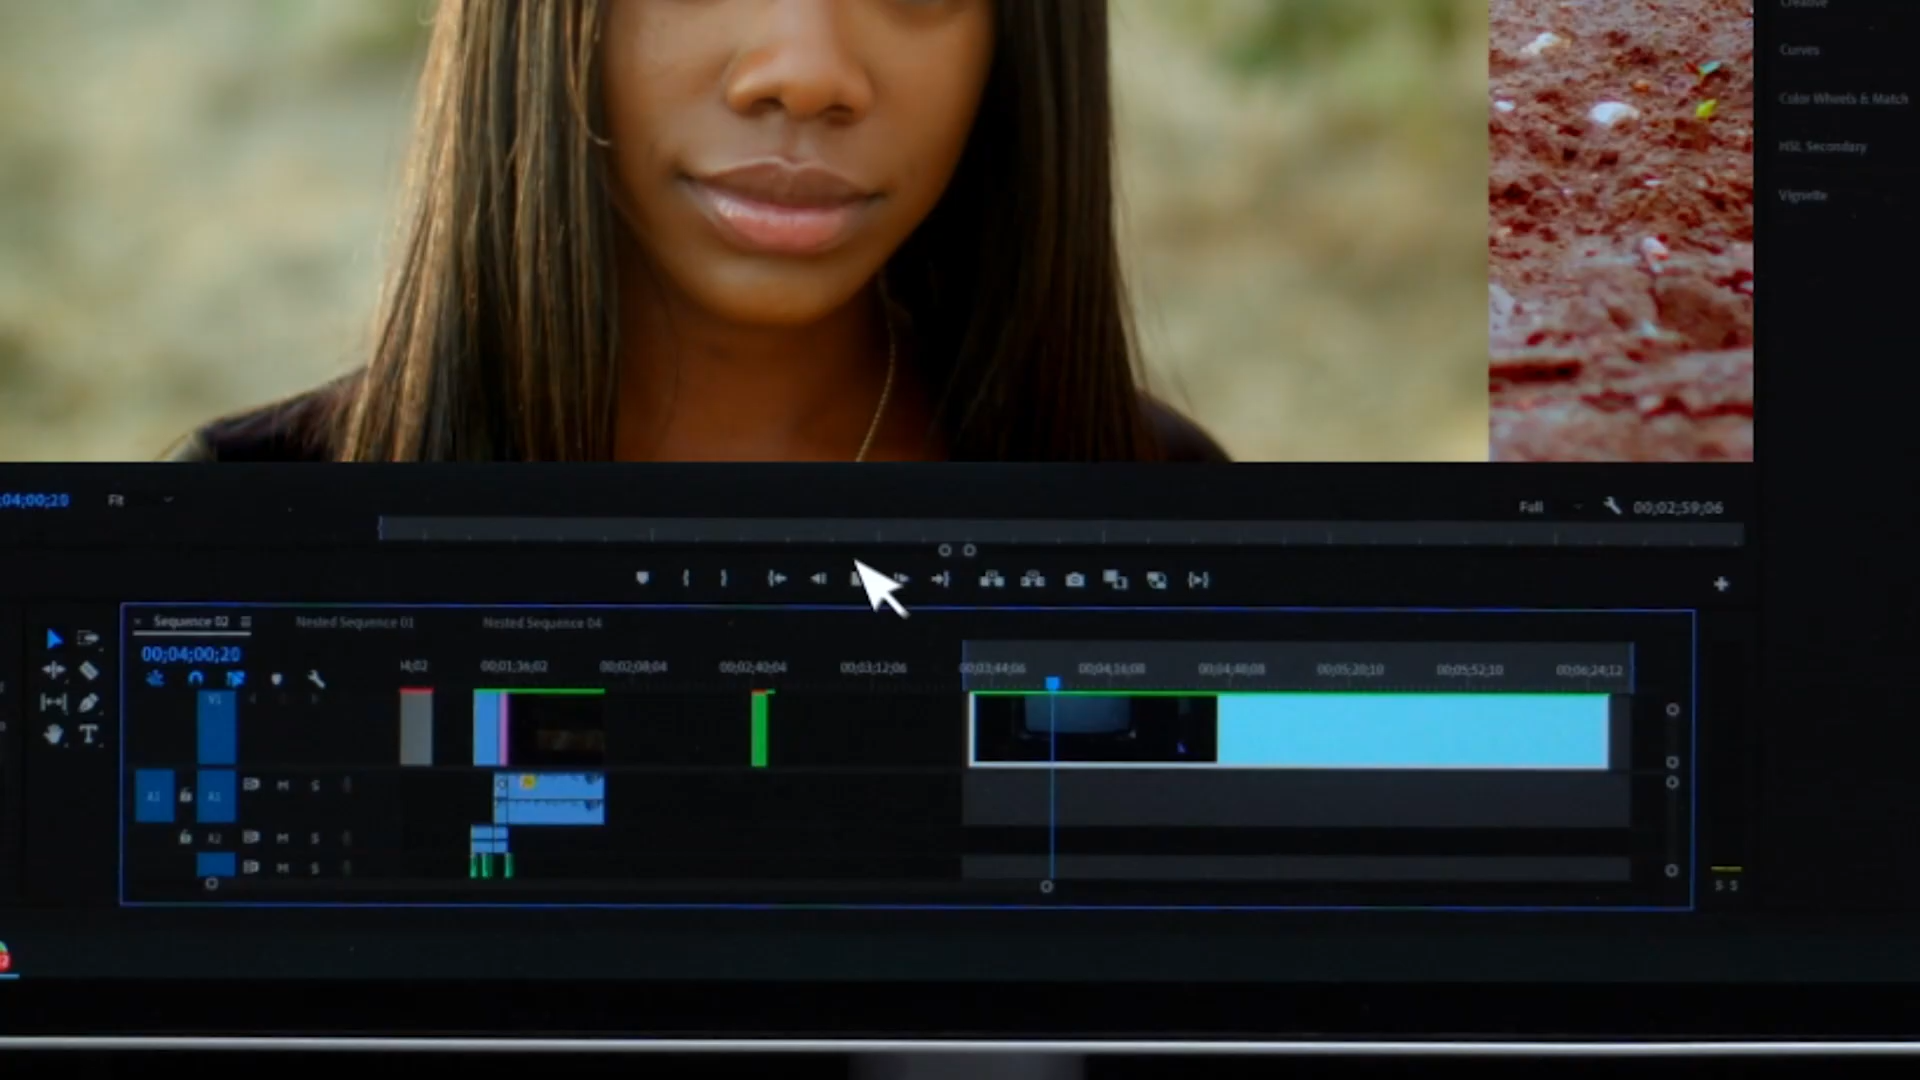 Creative
Curves
Color Wheels & Match
HSL Secondary
Vignette
;04;00;20
Fit
Full
00;02;59;06
Sequence 02
Nested Sequence 01
Nested Sequence 04
00;04;00;20
14;02
00;01;36;02
00;02;08;04
00;02;40;04
00;03;12;06
00;03;44;06
00;04;16;08
00;04;48;08
00;05;20;10
00;05;52;10
00;06;24;12
V1
A1
A1
M
S
A2
M
S
M
S
S S